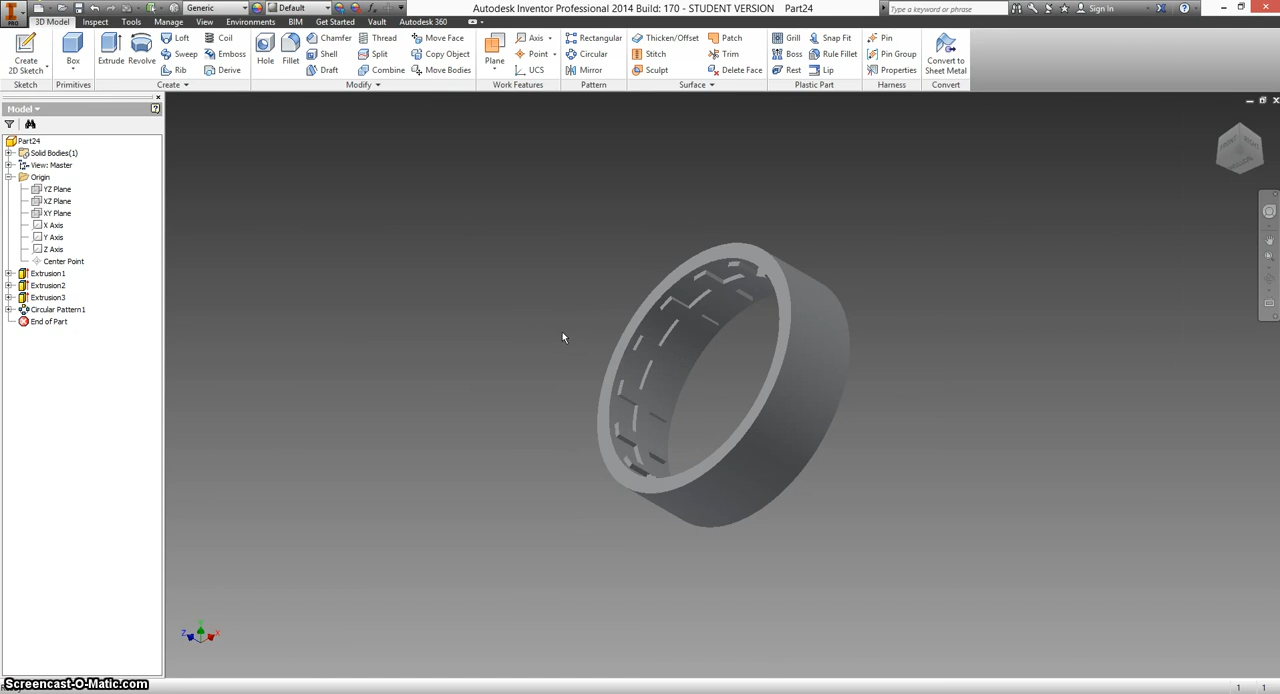 Generic
Default
Autodesk Inventor Professional 2014 Build: 170 - STUDENT VERSION Part24
Type a keyword or phrase
Sign In
PRO
3D Model Inspect Tools Manage View Environments BIM Get Started Vault Autodesk 360
Create 2D Sketch
Box
Extrude
Revolve
Loft
Sweep
Rib
Coil
Emboss
Derive
Hole
Fillet
Chamfer
Shell
Draft
Thread
Split
Combine
Move Face
Copy Object
Move Bodies
Plane
Axis
Point
UCS
Rectangular
Circular
Mirror
Thicken/Offset
Stitch
Sculpt
Patch
Trim
Delete Face
Grill
Boss
Rest
Snap Fit
Rule Fillet
Lip
Pin
Pin Group
Properties
Convert to Sheet Metal
Sketch Primitives Create Modify Work Features Pattern Surface Plastic Part Harness Convert
Model
Part24
Solid Bodies(1)
View: Master
Origin
YZ Plane
XZ Plane
XY Plane
X Axis
Y Axis
Z Axis
Center Point
Extrusion1
Extrusion2
Extrusion3
Circular Pattern1
End of Part
Z
X
Screencast-O-Matic.com
1 1